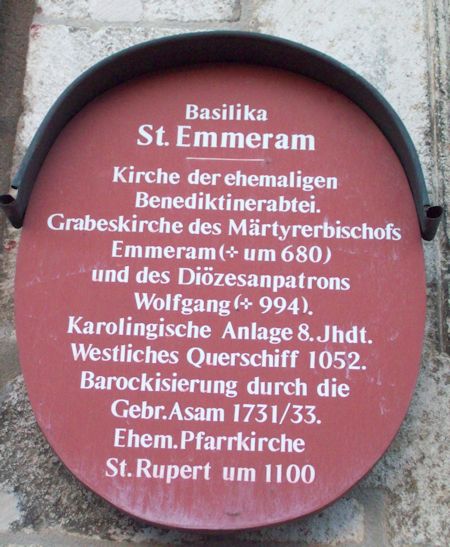 Basilika
St. Emmeram
Kirche der ehemaligen
Benediktinerabtei.
Grabeskirche des Märtyrerbischofs
Emmeram (✢ um 680)
und des Diözesanpatrons
Wolfgang (✢ 994).
Karolingische Anlage 8. Jhdt.
Westliches Querschiff 1052.
Barockisierung durch die
Gebr. Asam 1731/33.
Ehem. Pfarrkirche
St. Rupert um 1100